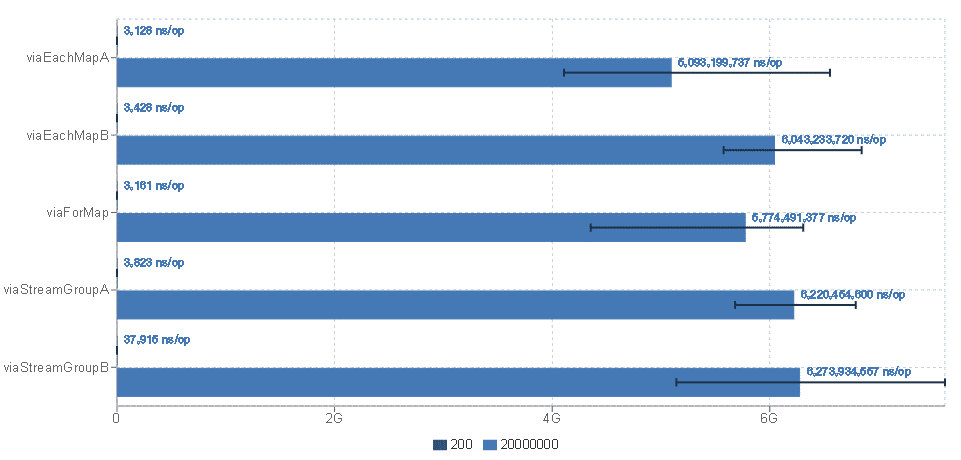 3,126 ns/op
viaEachMapA
5,093,199,737 ns/op
3,426 ns/op
viaEachMapB
6,043,233,720 ns/op
3,161 ns/op
viaForMap
5,774,491,377 ns/op
3,823 ns/op
viaStreamGroupA
6,220,464,600 ns/op
37,915 ns/op
viaStreamGroupB
6,273,934,567 ns/op
0 2G 4G 6G
200 20000000